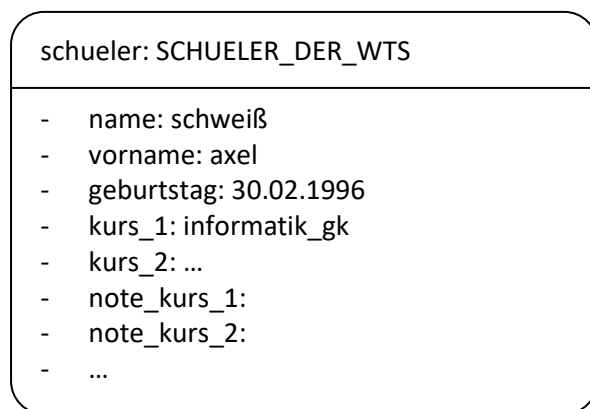 schueler: SCHUELER_DER_WTS
- name: schweiß
- vorname: axel
- geburtstag: 30.02.1996
- kurs_1: informatik_gk
- kurs_2: …
- note_kurs_1:
- note_kurs_2:
- …